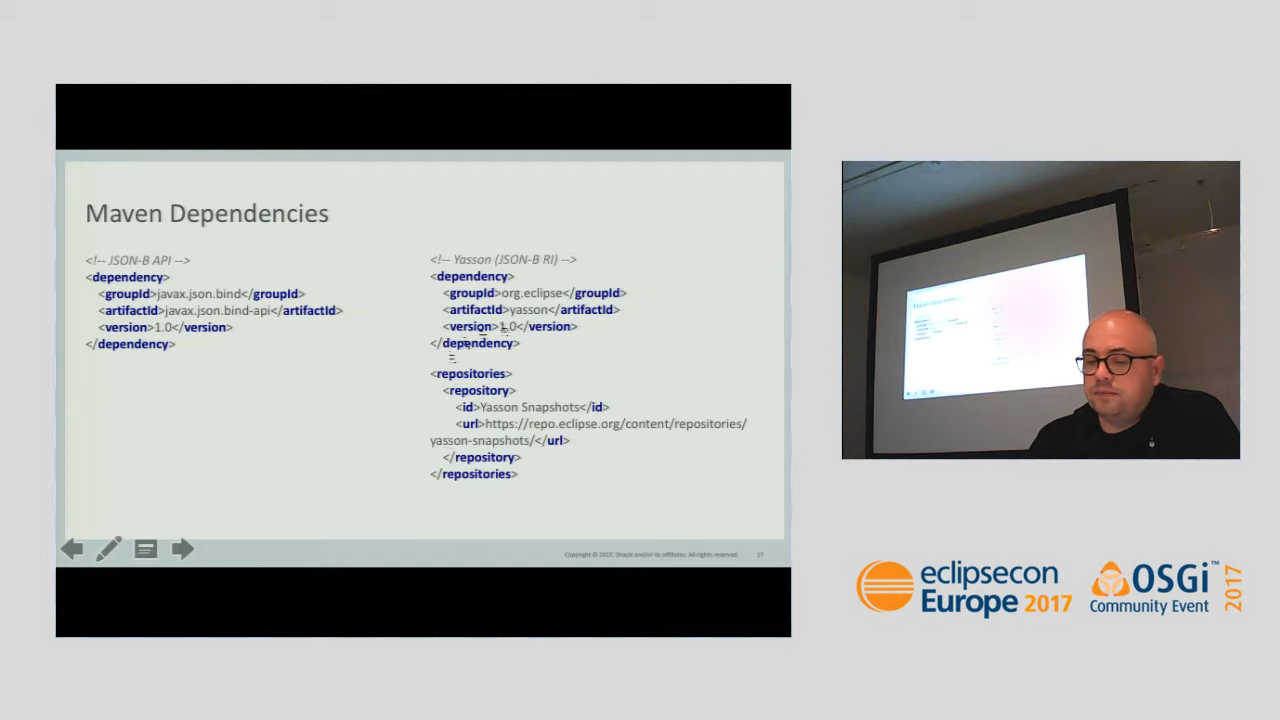 Maven Dependencies
<!-- JSON-B API -->
<dependency>
<groupId>javax.json.bind</groupId>
<artifactId>javax.json.bind-api</artifactId>
<version>1.0</version>
</dependency>
<!-- Yasson (JSON-B RI) -->
<dependency>
<groupId>org.eclipse</groupId>
<artifactId>yasson</artifactId>
<version>1.0</version>
</dependency>
<repositories>
<repository>
<id>Yasson Snapshots</id>
<url>https://repo.eclipse.org/content/repositories/
yasson-snapshots/</url>
</repository>
</repositories>
Copyright © 2017, Oracle and/or its affiliates. All rights reserved. 17
eclipsecon
Europe 2017
OSGi™
Community Event
2017